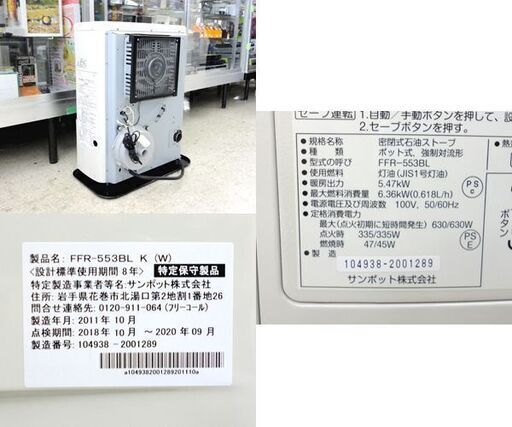 セーブ運転 1.自動／手動ボタンを押して、設
2.セーブボタンを押す。
●規格名称 密閉式石油ストーブ
●種類 ポット式、強制対流形
●型式の呼び FFR-553BL
●使用燃料 灯油(JIS1号灯油)
●暖房出力 5.47kW
●最大燃料消費量 6.36kW(0.618L/h)
●電源電圧及び周波数 100V、50/60Hz
●定格消費電力
最大(点火初期に短時間発生) 630/630W
点火時 335/335W
燃焼時 47/45W
●製造番号
104938-2001289
サンポット株式会社
PS
C
PS
E
製品名: FFR-553BL K (W)
<設計標準使用期間 8年> 特定保守製品
特定製造事業者等名:サンポット株式会社
住所: 岩手県花巻市北湯口第2地割1番地26
問合せ連絡先: 0120-911-064 (フリーコール)
製造年月: 2011年 10月
点検期間: 2018年 10月 ～ 2020年 09月
製造番号: 104938 - 2001289
a1049382001289201110a